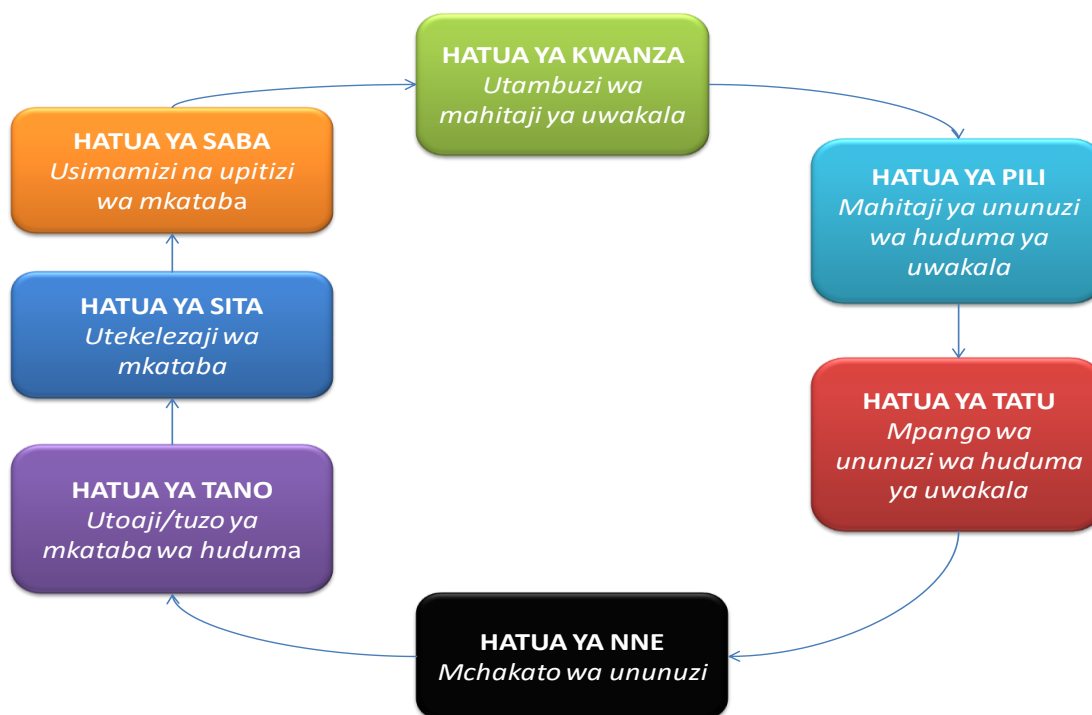 HATUA YA KWANZA
Utambuzi wa
mahitaji ya uwakala
HATUA YA PILI
Mahitaji ya ununuzi
wa huduma ya
uwakala
HATUA YA TATU
Mpango wa
ununuzi wa huduma
ya uwakala
HATUA YA NNE
Mchakato wa ununuzi
HATUA YA TANO
Utoaji/tuzo ya
mkataba wa huduma
HATUA YA SITA
Utekelezaji wa
mkataba
HATUA YA SABA
Usimamizi na upitizi
wa mkataba